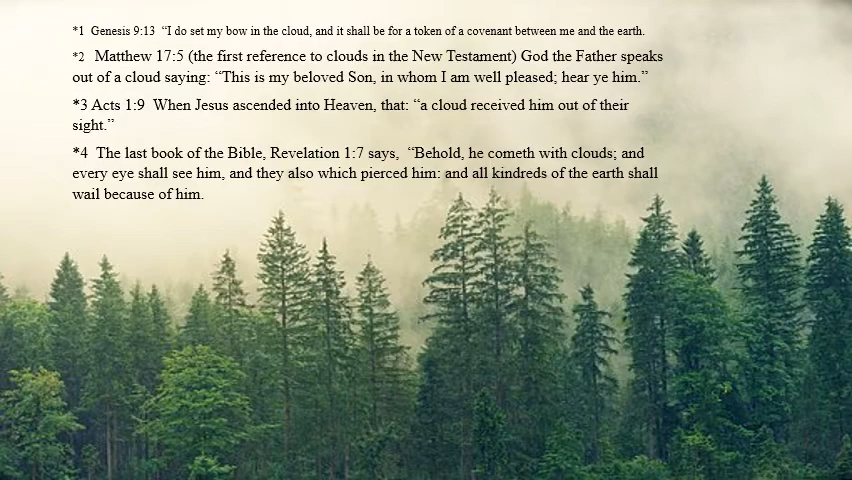 *1  Genesis 9:13  “I do set my bow in the cloud, and it shall be for a token of a covenant between me and the earth.
*2  Matthew 17:5 (the first reference to clouds in the New Testament) God the Father speaks
out of a cloud saying: “This is my beloved Son, in whom I am well pleased; hear ye him.”
*3 Acts 1:9  When Jesus ascended into Heaven, that: “a cloud received him out of their
sight.”
*4  The last book of the Bible, Revelation 1:7 says,  “Behold, he cometh with clouds; and
every eye shall see him, and they also which pierced him: and all kindreds of the earth shall
wail because of him.